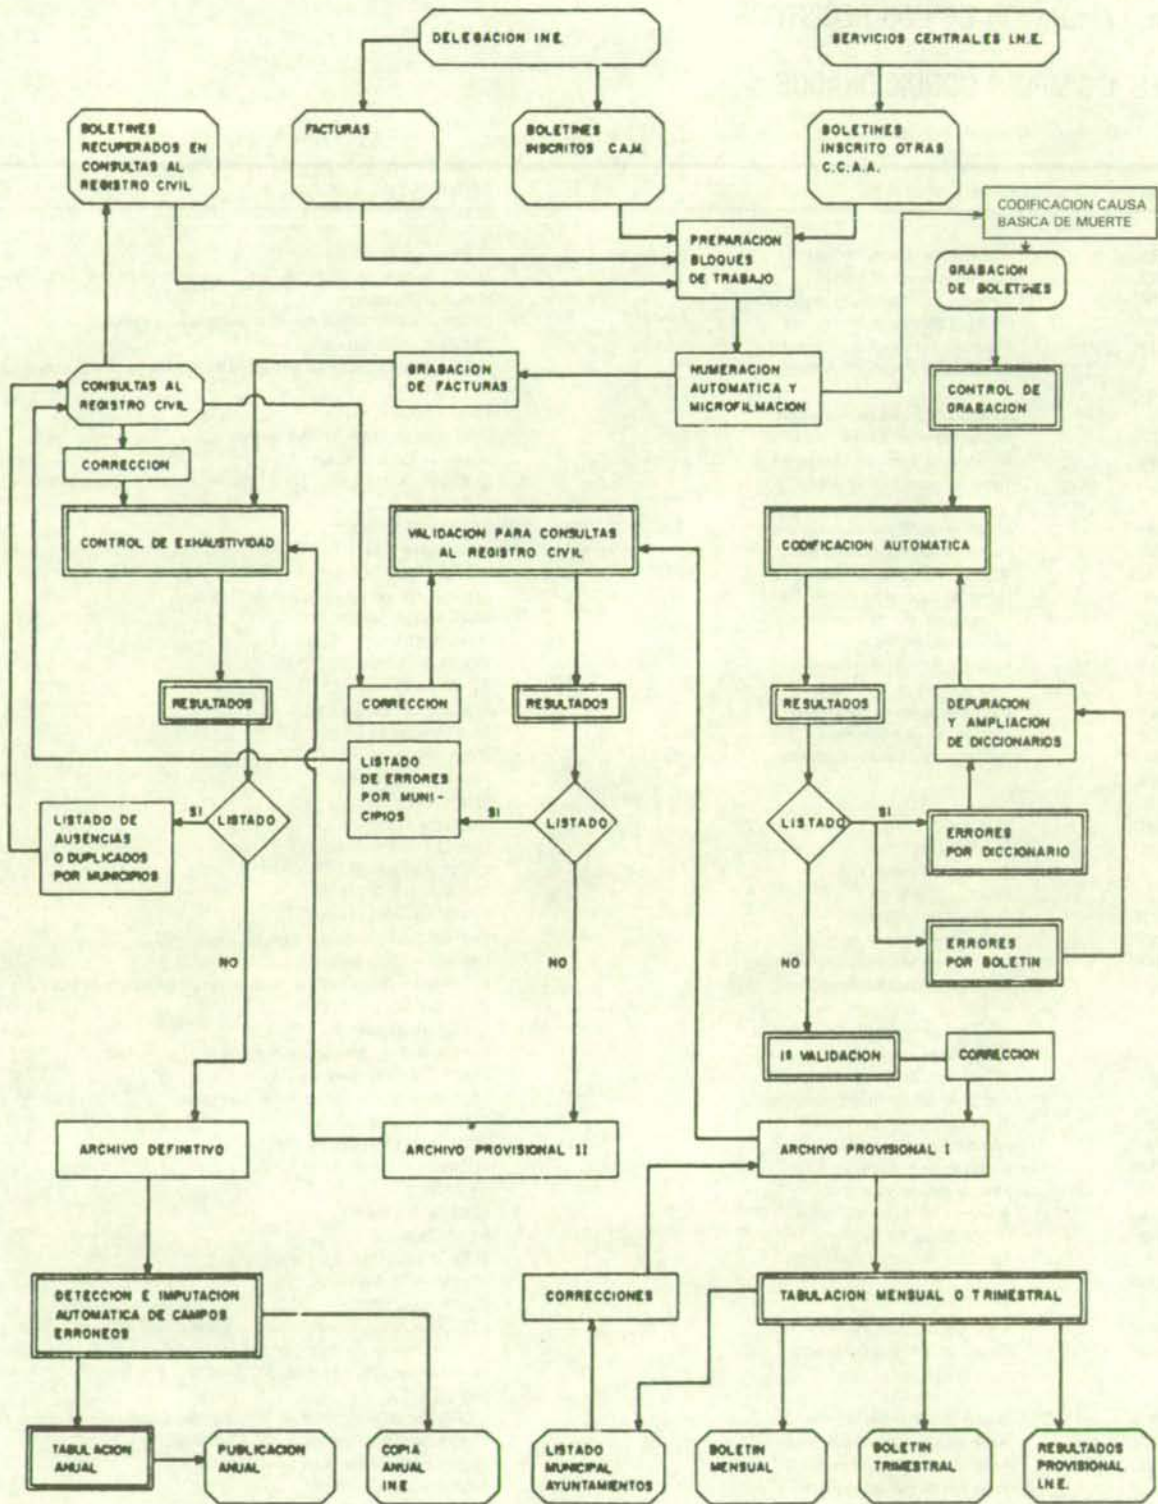 DELEGACION INE.
SERVICIOS CENTRALES I.N.E.
BOLETINES
RECUPERADOS EN
CONSULTAS AL
REGISTRO CIVIL
FACTURAS
BOLETINES
INSCRITOS C.A.M.
BOLETINES
INSCRITO OTRAS
C.C.A.A.
CODIFICACION CAUSA
BASICA DE MUERTE
PREPARACION
BLOQUES
DE TRABAJO
GRABACION
DE BOLETINES
CONSULTAS AL
REGISTRO CIVIL
GRABACION
DE FACTURAS
NUMERACION
AUTOMATICA Y
MICROFILMACION
CONTROL DE
GRABACION
CORRECCION
CONTROL DE EXHAUSTIVIDAD
VALIDACION PARA CONSULTAS
AL REGISTRO CIVIL
CODIFICACION AUTOMATICA
RESULTADOS
CORRECCION
RESULTADOS
RESULTADOS
DEPURACION
Y AMPLIACION
DE DICCIONARIOS
LISTADO
DE ERRORES
POR MUNI-
CIPIOS
LISTADO DE
AUSENCIAS
O DUPLICADOS
POR MUNICIPIOS
SI
LISTADO
SI
LISTADO
LISTADO
SI
ERRORES
POR DICCIONARIO
ERRORES
POR BOLETIN
NO
NO
NO
1ª VALIDACION
CORRECCION
ARCHIVO DEFINITIVO
ARCHIVO PROVISIONAL II
ARCHIVO PROVISIONAL I
DETECCION E IMPUTACION
AUTOMATICA DE CAMPOS
ERRONEOS
CORRECCIONES
TABULACION MENSUAL O TRIMESTRAL
TABULACION
ANUAL
PUBLICACION
ANUAL
COPIA
ANUAL
INE
LISTADO
MUNICIPAL
AYUNTAMIENTOS
BOLETIN
MENSUAL
BOLETIN
TRIMESTRAL
RESULTADOS
PROVISIONAL
I.N.E.